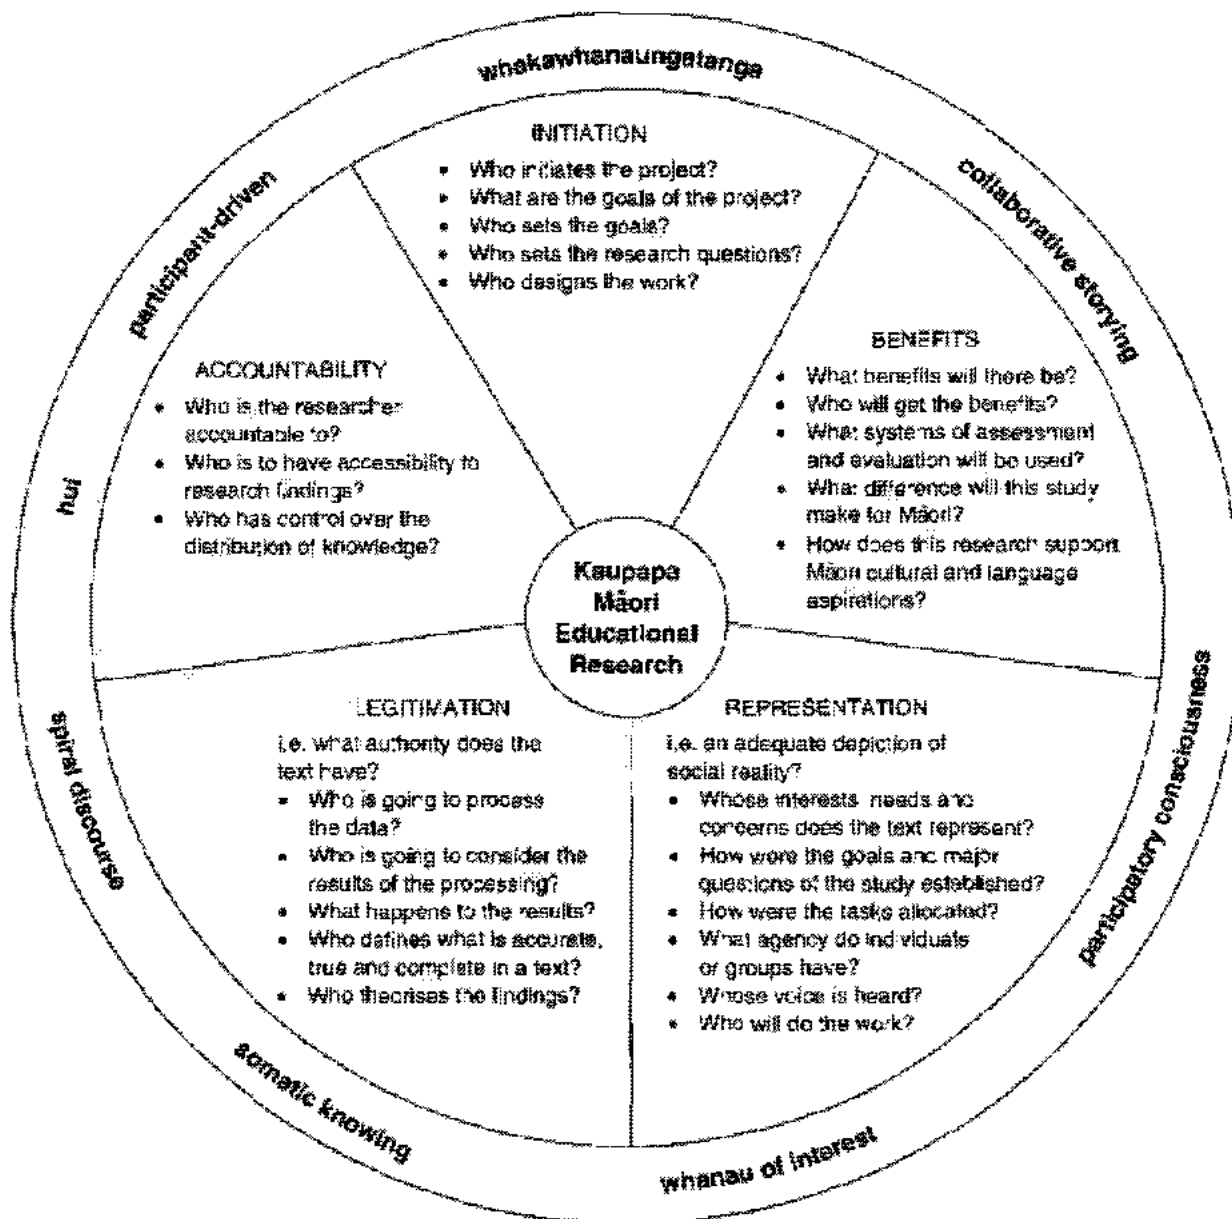 whakawhanaungatanga
collaborative storying
participatory consciousness
whanau of interest
somatic knowing
spiral discourse
hui
participant-driven
INITIATION
• Who initiates the project?
• What are the goals of the project?
• Who sets the goals?
• Who sets the research questions?
• Who designs the work?
BENEFITS
• What benefits will there be?
• Who will get the benefits?
• What systems of assessment
and evaluation will be used?
• What difference will this study
make for Māori?
• How does this research support
Māori cultural and language
aspirations?
REPRESENTATION
i.e. an adequate depiction of
social reality?
• Whose interests needs and
concerns does the text represent?
• How were the goals and major
questions of the study established?
• How were the tasks allocated?
• What agency do individuals
or groups have?
• Whose voice is heard?
• Who will do the work?
LEGITIMATION
i.e. what authority does the
text have?
• Who is going to process
the data?
• Who is going to consider the
results of the processing?
• What happens to the results?
• Who defines what is accurate,
true and complete in a text?
• Who theorises the findings?
ACCOUNTABILITY
• Who is the researcher
accountable to?
• Who is to have accessibility to
research findings?
• Who has control over the
distribution of knowledge?
Kaupapa
Māori
Educational
Research